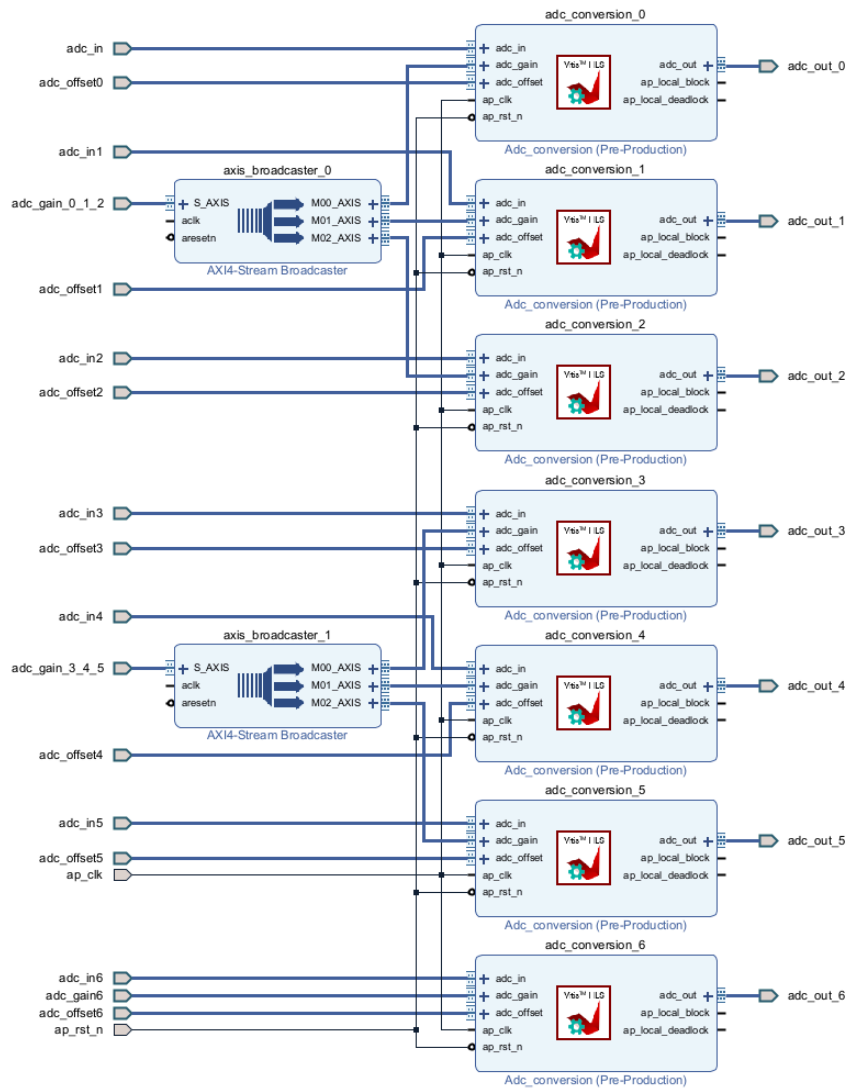 adc_conversion_0
adc_in
adc_in
adc_gain
adc_out
adc_out_0
adc_offset0
adc_offset
ap_local_block
ap_clk
ap_local_deadlock
ap_rst_n
Adc_conversion (Pre-Production)
adc_in1
axis_broadcaster_0
adc_conversion_1
adc_gain_0_1_2
S_AXIS
M00_AXIS
adc_in
aclk
M01_AXIS
adc_gain
adc_out
adc_out_1
aresetn
M02_AXIS
adc_offset
ap_local_block
ap_clk
ap_local_deadlock
AXI4-Stream Broadcaster
ap_rst_n
adc_offset1
Adc_conversion (Pre-Production)
adc_conversion_2
adc_in2
adc_in
adc_gain
adc_out
adc_out_2
adc_offset2
adc_offset
ap_local_block
ap_clk
ap_local_deadlock
ap_rst_n
Adc_conversion (Pre-Production)
adc_conversion_3
adc_in3
adc_in
adc_gain
adc_out
adc_out_3
adc_offset3
adc_offset
ap_local_block
ap_clk
ap_local_deadlock
ap_rst_n
Adc_conversion (Pre-Production)
adc_in4
axis_broadcaster_1
adc_conversion_4
adc_gain_3_4_5
S_AXIS
M00_AXIS
adc_in
aclk
M01_AXIS
adc_gain
adc_out
adc_out_4
aresetn
M02_AXIS
adc_offset
ap_local_block
ap_clk
ap_local_deadlock
AXI4-Stream Broadcaster
ap_rst_n
adc_offset4
Adc_conversion (Pre-Production)
adc_conversion_5
adc_in5
adc_in
adc_gain
adc_out
adc_out_5
adc_offset5
adc_offset
ap_local_block
ap_clk
ap_clk
ap_local_deadlock
ap_rst_n
Adc_conversion (Pre-Production)
adc_conversion_6
adc_in6
adc_in
adc_gain6
adc_gain
adc_out
adc_out_6
adc_offset6
adc_offset
ap_local_block
ap_rst_n
ap_clk
ap_local_deadlock
ap_rst_n
Adc_conversion (Pre-Production)